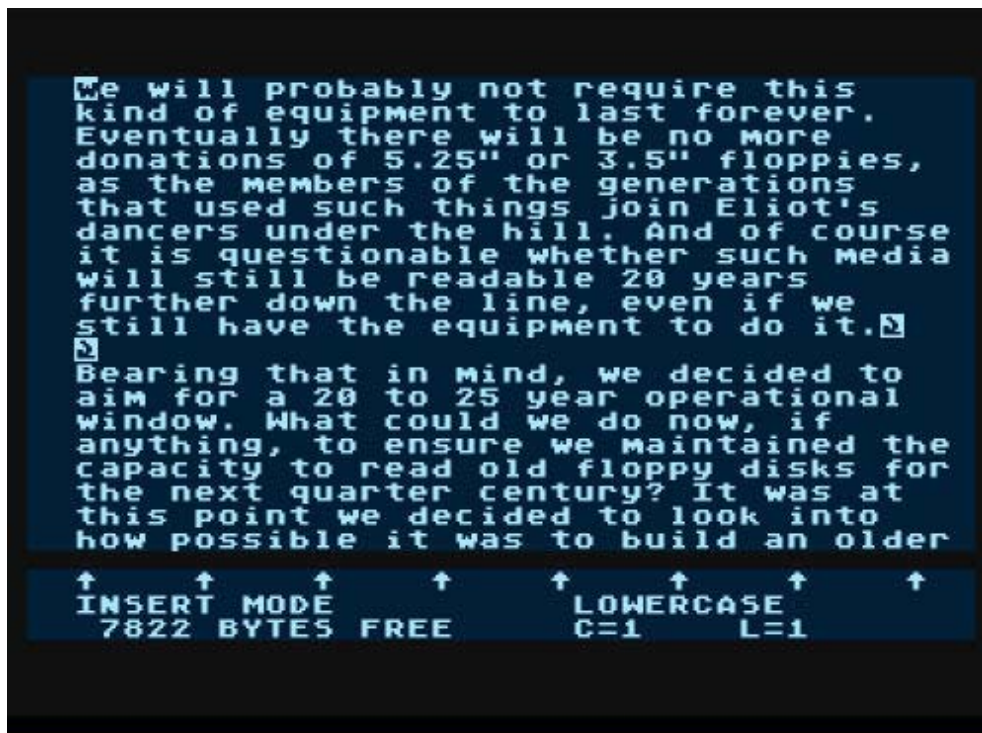 We will probably not require this
kind of equipment to last forever.
Eventually there will be no more
donations of 5.25" or 3.5" floppies,
as the members of the generations
that used such things join Eliot's
dancers under the hill. And of course
it is questionable whether such media
will still be readable 20 years
further down the line, even if we
still have the equipment to do it.
Bearing that in mind, we decided to
aim for a 20 to 25 year operational
window. What could we do now, if
anything, to ensure we maintained the
capacity to read old floppy disks for
the next quarter century? It was at
this point we decided to look into
how possible it was to build an older
INSERT MODE LOWERCASE
7822 BYTES FREE C=1 L=1